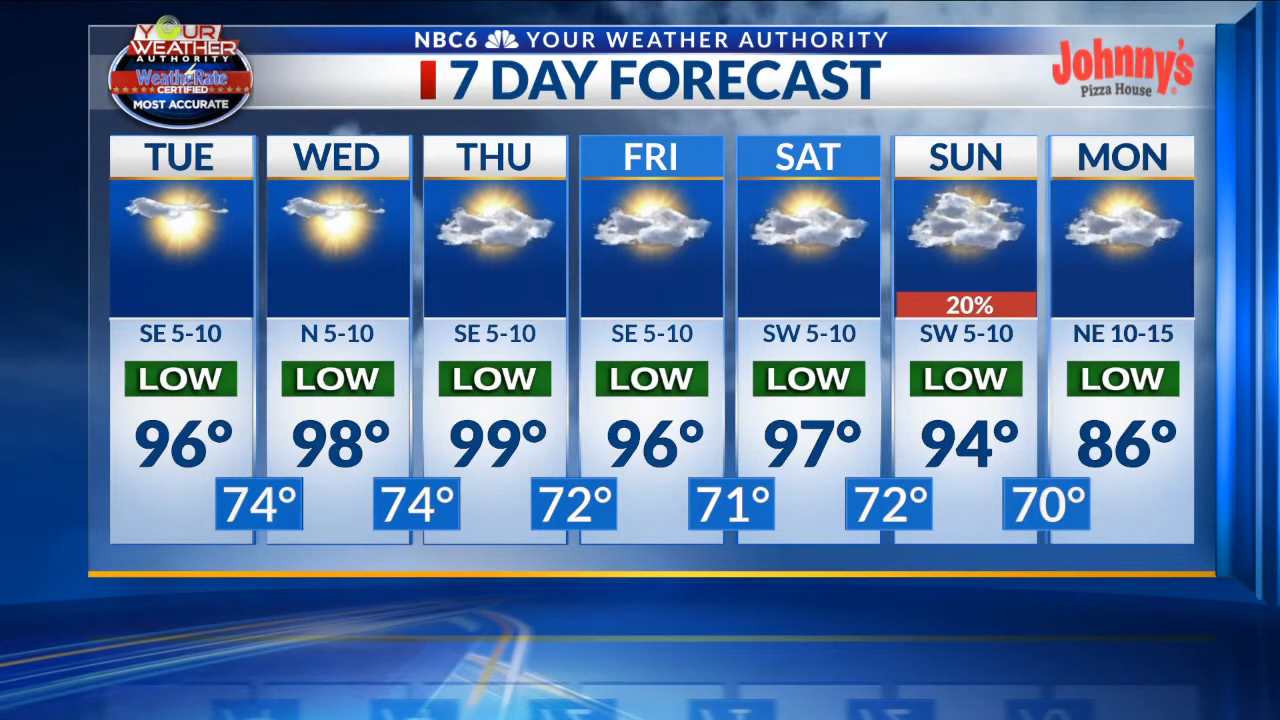 YOUR
WEATHER
AUTHORITY
WeatheRate
CERTIFIED
MOST ACCURATE
NBC6 YOUR WEATHER AUTHORITY
7 DAY FORECAST
Johnny's
Pizza House
TUE WED THU FRI SAT SUN MON
20%
SE 5-10 N 5-10 SE 5-10 SE 5-10 SW 5-10 SW 5-10 NE 10-15
LOW LOW LOW LOW LOW LOW LOW
96° 98° 99° 96° 97° 94° 86°
74° 74° 72° 71° 72° 70°